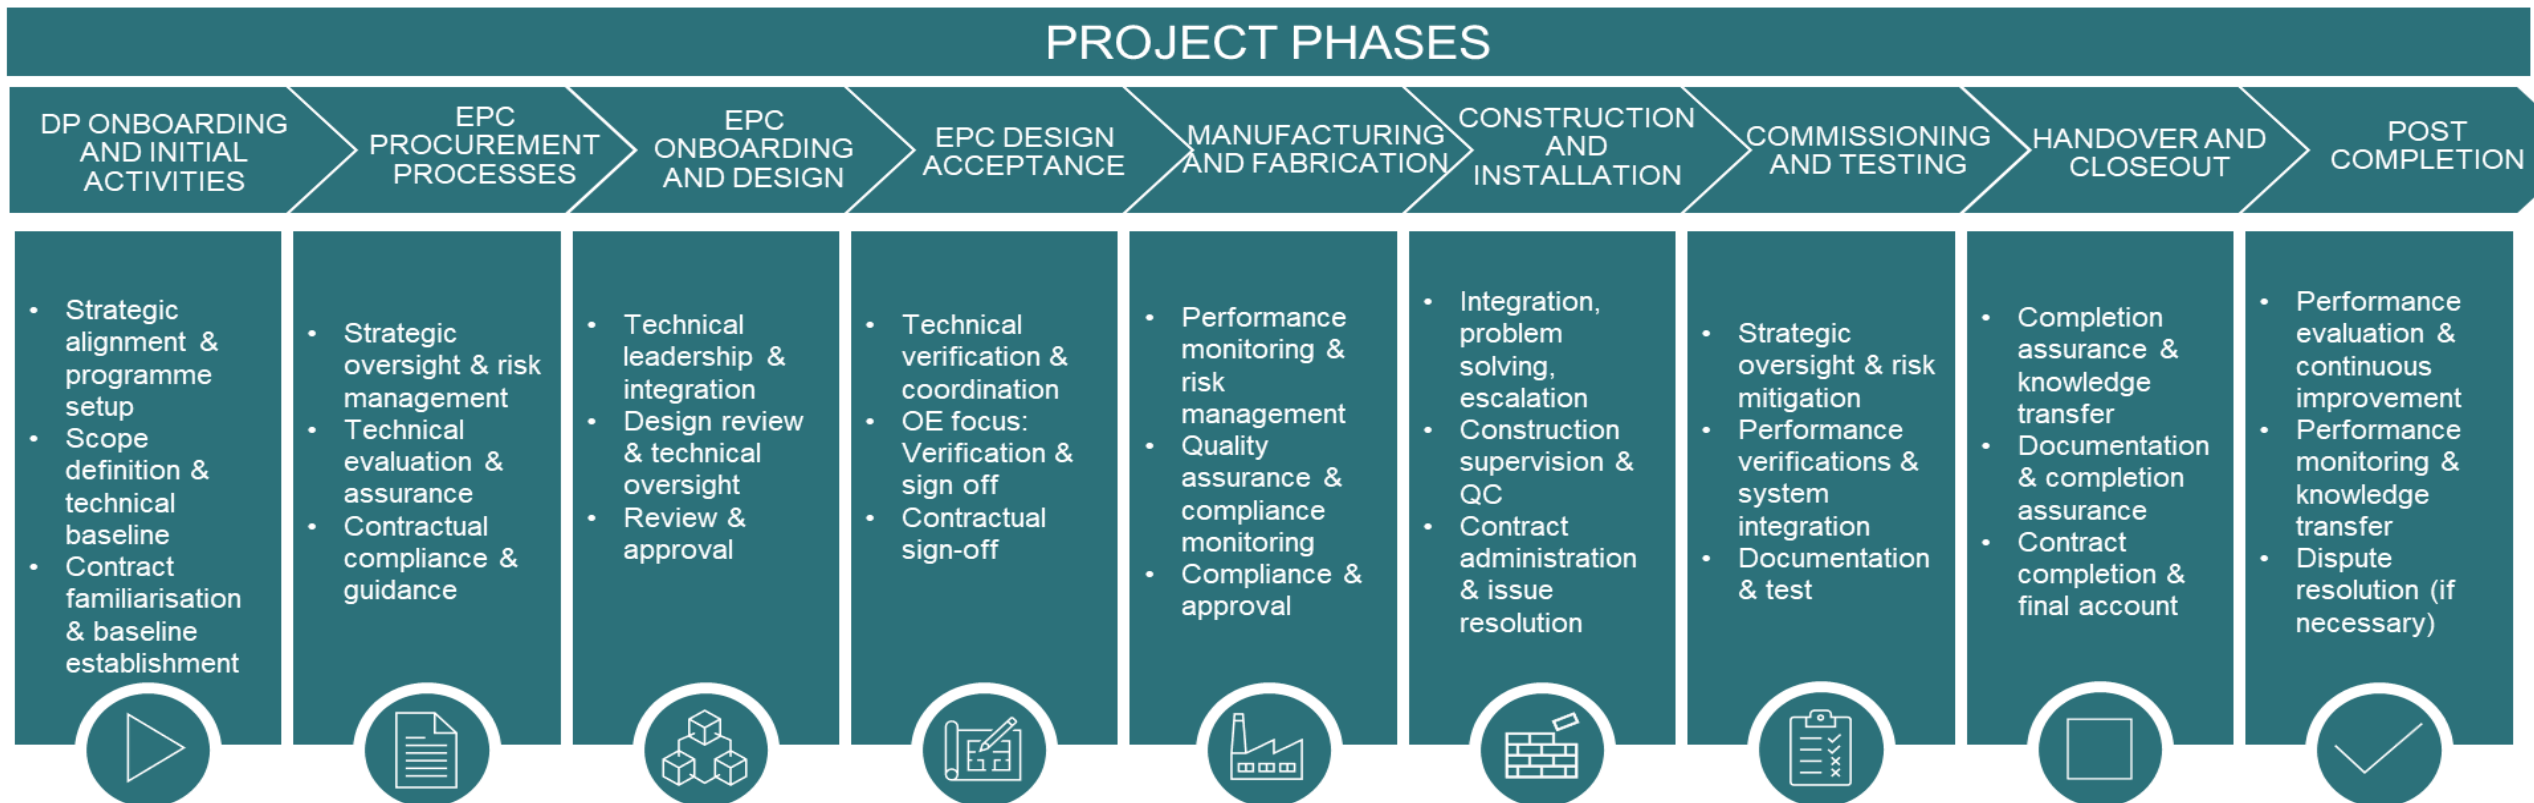 PROJECT PHASES
DP ONBOARDING
AND INITIAL
ACTIVITIES
EPC
PROCUREMENT
PROCESSES
EPC
ONBOARDING
AND DESIGN
EPC DESIGN
ACCEPTANCE
MANUFACTURING
AND FABRICATION
CONSTRUCTION
AND
INSTALLATION
COMMISSIONING
AND TESTING
HANDOVER AND
CLOSEOUT
POST
COMPLETION
• Strategic
alignment &
programme
setup
• Scope
definition &
technical
baseline
• Contract
familiarisation
& baseline
establishment
• Strategic
oversight & risk
management
• Technical
evaluation &
assurance
• Contractual
compliance &
guidance
• Technical
leadership &
integration
• Design review
& technical
oversight
• Review &
approval
• Technical
verification &
coordination
• OE focus:
Verification &
sign off
• Contractual
sign-off
• Performance
monitoring &
risk
management
• Quality
assurance &
compliance
monitoring
• Compliance &
approval
• Integration,
problem
solving,
escalation
• Construction
supervision &
QC
• Contract
administration
& issue
resolution
• Strategic
oversight & risk
mitigation
• Performance
verifications &
system
integration
• Documentation
& test
• Completion
assurance &
knowledge
transfer
• Documentation
& completion
assurance
• Contract
completion &
final account
• Performance
evaluation &
continuous
improvement
• Performance
monitoring &
knowledge
transfer
• Dispute
resolution (if
necessary)